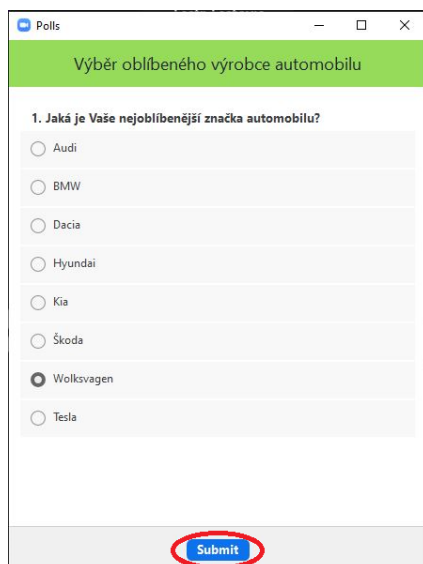 Polls
Výběr oblíbeného výrobce automobilu
1. Jaká je Vaše nejoblíbenější značka automobilu?
Audi
BMW
Dacia
Hyundai
Kia
Škoda
Wolksvagen
Tesla
Submit